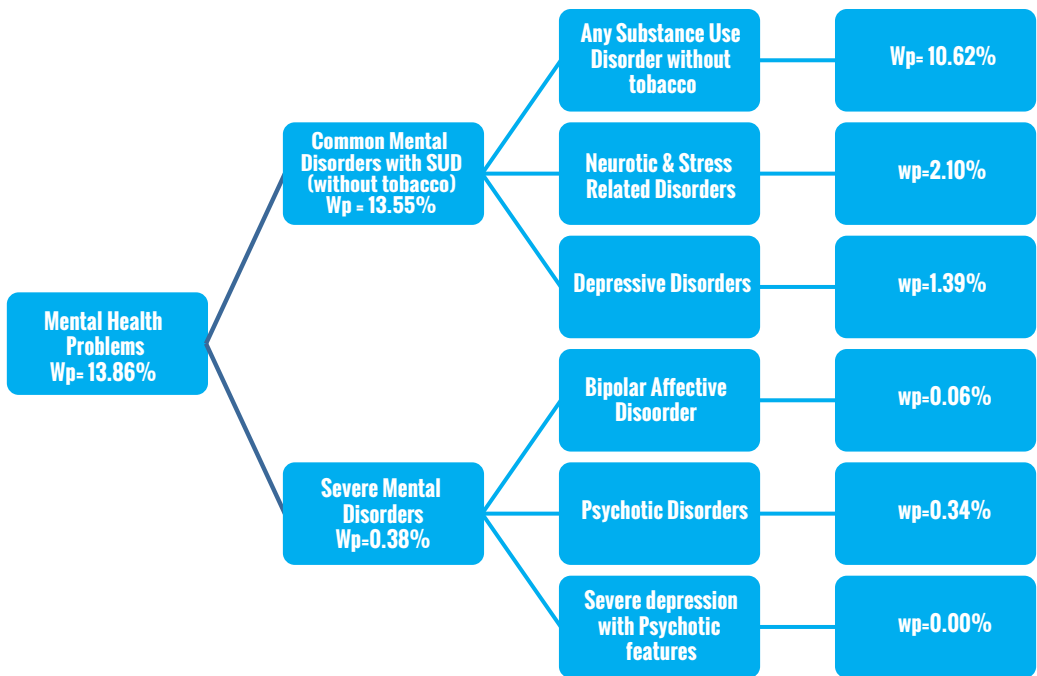 Mental Health
Problems
Wp= 13.86%
Common Mental
Disorders with SUD
(without tobacco)
Wp = 13.55%
Any Substance Use
Disorder without
tobacco
Wp= 10.62%
Neurotic & Stress
Related Disorders
wp=2.10%
Depressive Disorders
wp=1.39%
Severe Mental
Disorders
Wp=0.38%
Bipolar Affective
Disoorder
wp=0.06%
Psychotic Disorders
wp=0.34%
Severe depression
with Psychotic
features
wp=0.00%